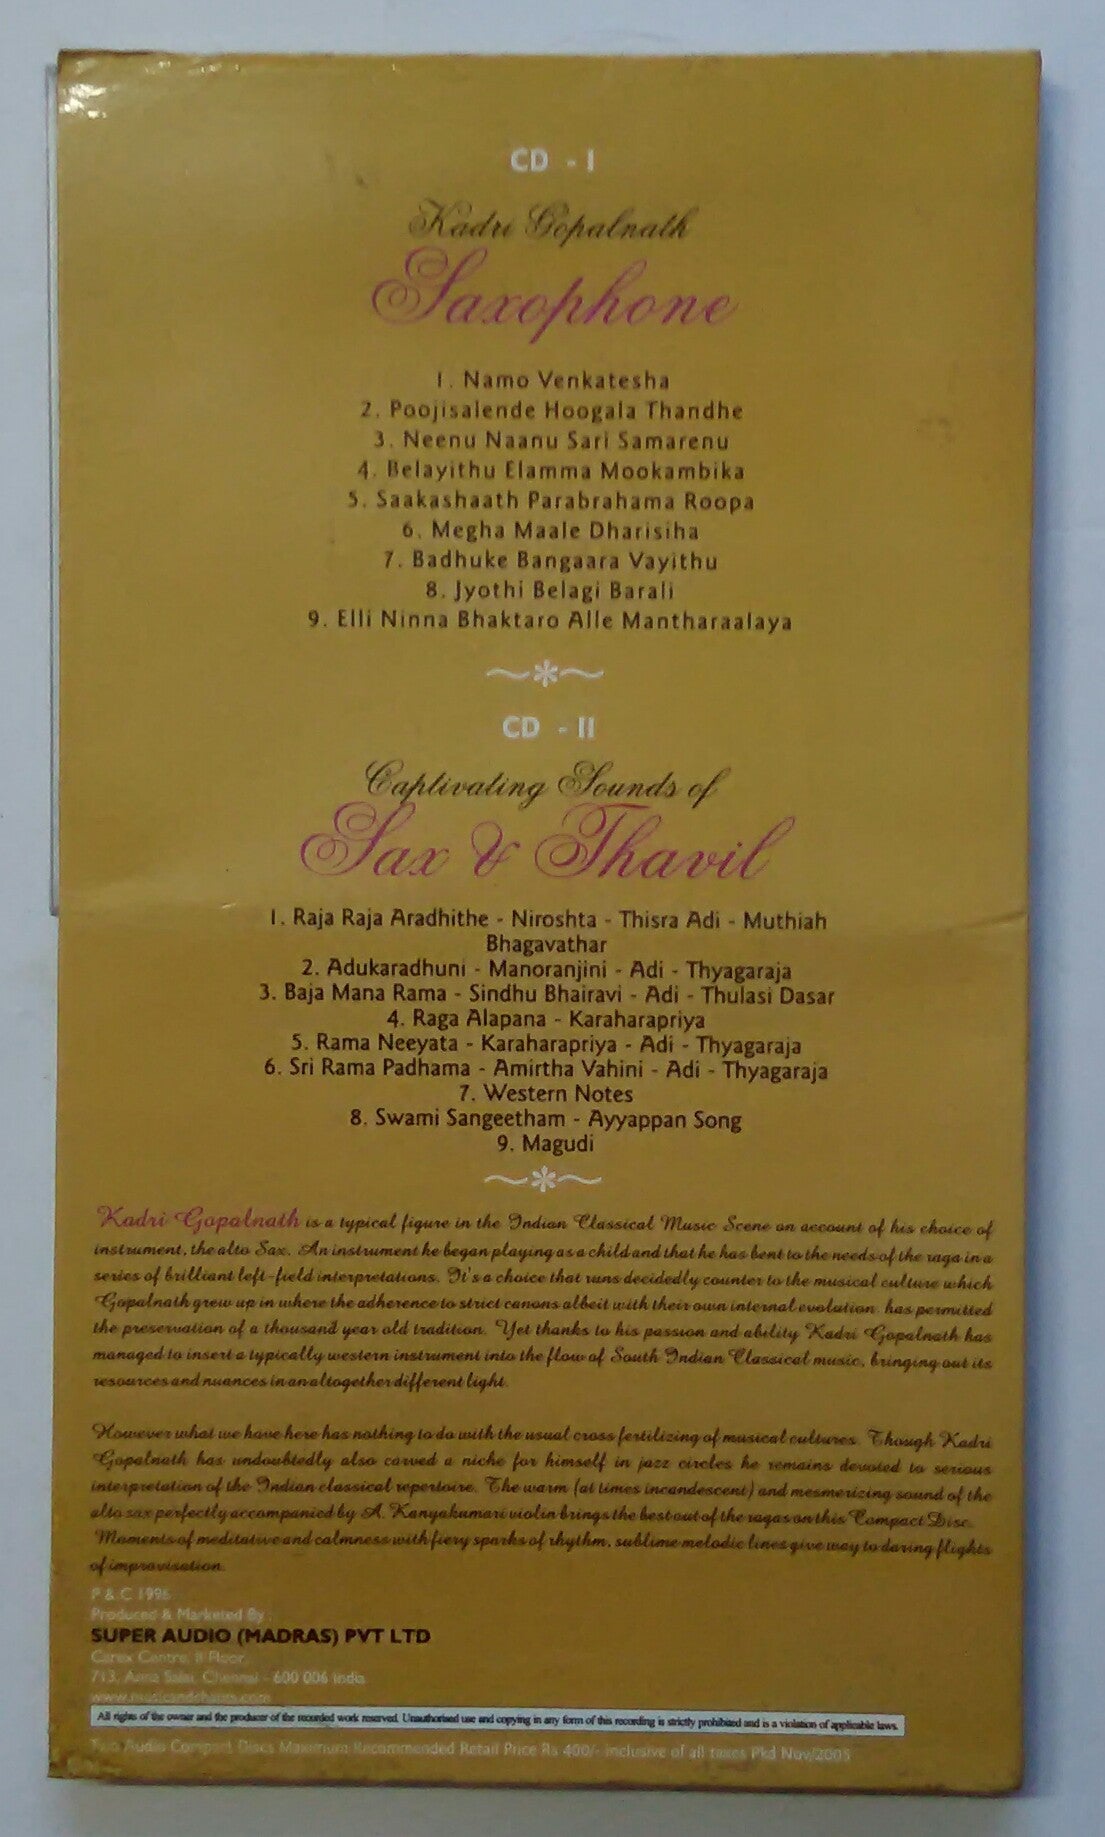 CD - I
Kadri Gopalnath
Saxophone
1. Namo Venkatesha
2. Poojisalende Hoogala Thandhe
3. Neenu Naanu Sari Samarenu
4. Belayithu Elamma Mookambika
5. Saakashaath Parabrahama Roopa
6. Megha Maale Dharisiha
7. Badhuke Bangaara Vayithu
8. Jyothi Belagi Barali
9. Elli Ninna Bhaktaro Alle Mantharaalaya
CD - II
Captivating Sounds of
Sax & Thavil
1. Raja Raja Aradhithe - Niroshta - Thisra Adi - Muthiah
Bhagavathar
2. Adukaradhuni - Manoranjini - Adi - Thyagaraja
3. Baja Mana Rama - Sindhu Bhairavi - Adi - Thulasi Dasar
4. Raga Alapana - Karaharapriya
5. Rama Neeyata - Karaharapriya - Adi - Thyagaraja
6. Sri Rama Padhama - Amirtha Vahini - Adi - Thyagaraja
7. Western Notes
8. Swami Sangeetham - Ayyappan Song
9. Magudi
Kadri Gopalnath is a typical figure in the Indian Classical Music Scene on account of his choice of
instrument, the alto Sax. An instrument he began playing as a child and that he has bent to the needs of the raga in a
series of brilliant left-field interpretations. It's a choice that runs decidedly counter to the musical culture which
Gopalnath grew up in where the adherence to strict canons albeit with their own internal evolution, has permitted
the preservation of a thousand year old tradition. Yet thanks to his passion and ability Kadri Gopalnath has
managed to insert a typically western instrument into the flow of South Indian Classical music, bringing out its
resources and nuances in an altogether different light.
However what we have here has nothing to do with the usual cross fertilizing of musical cultures. Though Kadri
Gopalnath has undoubtedly also carved a niche for himself in jazz circles he remains devoted to serious
interpretation of the Indian classical repertoire. The warm (at times incandescent) and mesmerizing sound of the
alto sax perfectly accompanied by A. Kanyakumari violin brings the best out of the ragas on this Compact Disc.
Moments of meditative and calmness with fiery sparks of rhythm, sublime melodic lines give way to daring flights
of improvisation.
P & C 1996
Produced & Marketed By :
SUPER AUDIO (MADRAS) PVT LTD
Carex Centre, II Floor,
713, Anna Salai, Chennai - 600 006 India
www.musicandchants.com
All rights of the owner and the producer of the recorded work reserved. Unauthorised use and copying in any form of this recording is strictly prohibited and is a violation of applicable laws.
Two Audio Compact Discs Maximum Recommended Retail Price Rs 400/- inclusive of all taxes Pkd Nov/2005